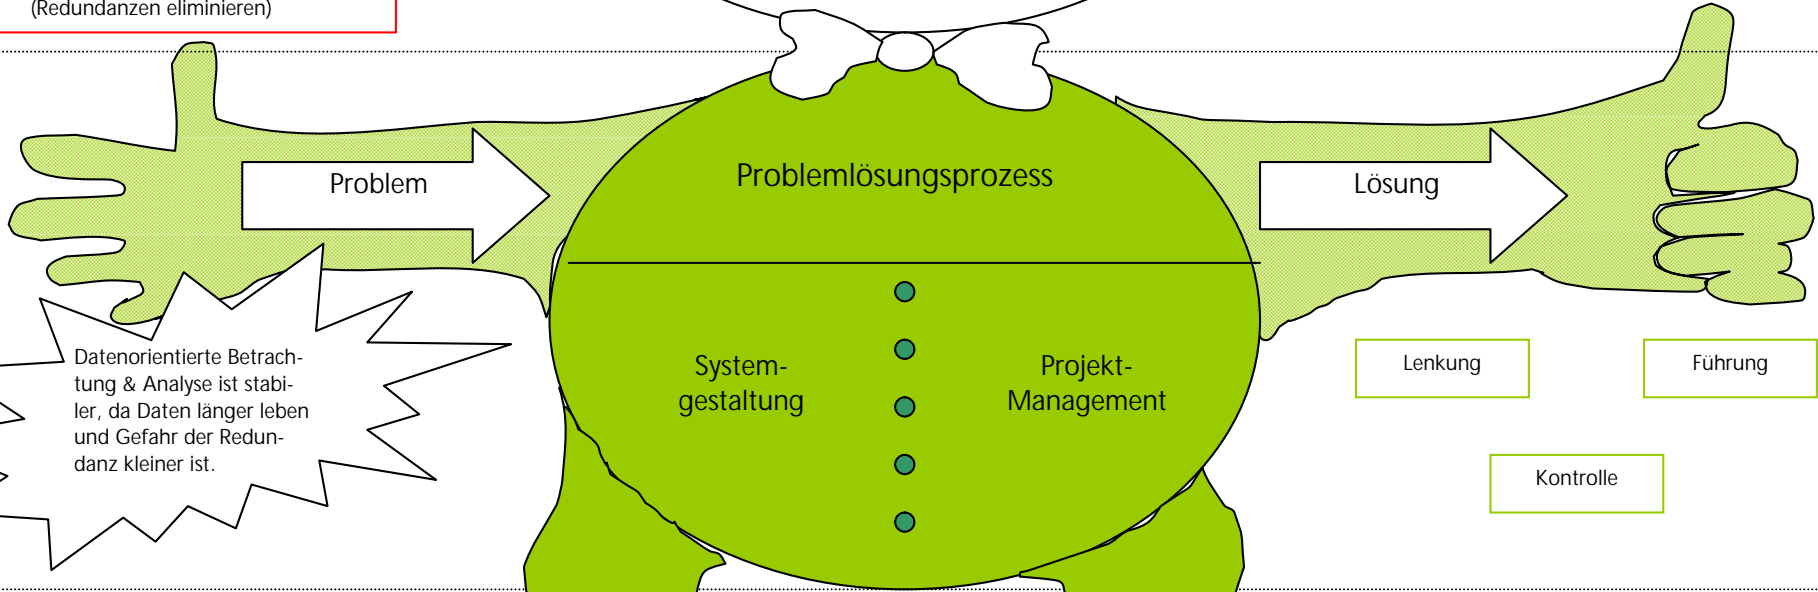 (Redundanzen eliminieren)
Problem
Problemlösungsprozess
Lösung
Datenorientierte Betrach-
tung & Analyse ist stabi-
ler, da Daten länger leben
und Gefahr der Redun-
danz kleiner ist.
System-
gestaltung
Projekt-
Management
Lenkung
Führung
Kontrolle